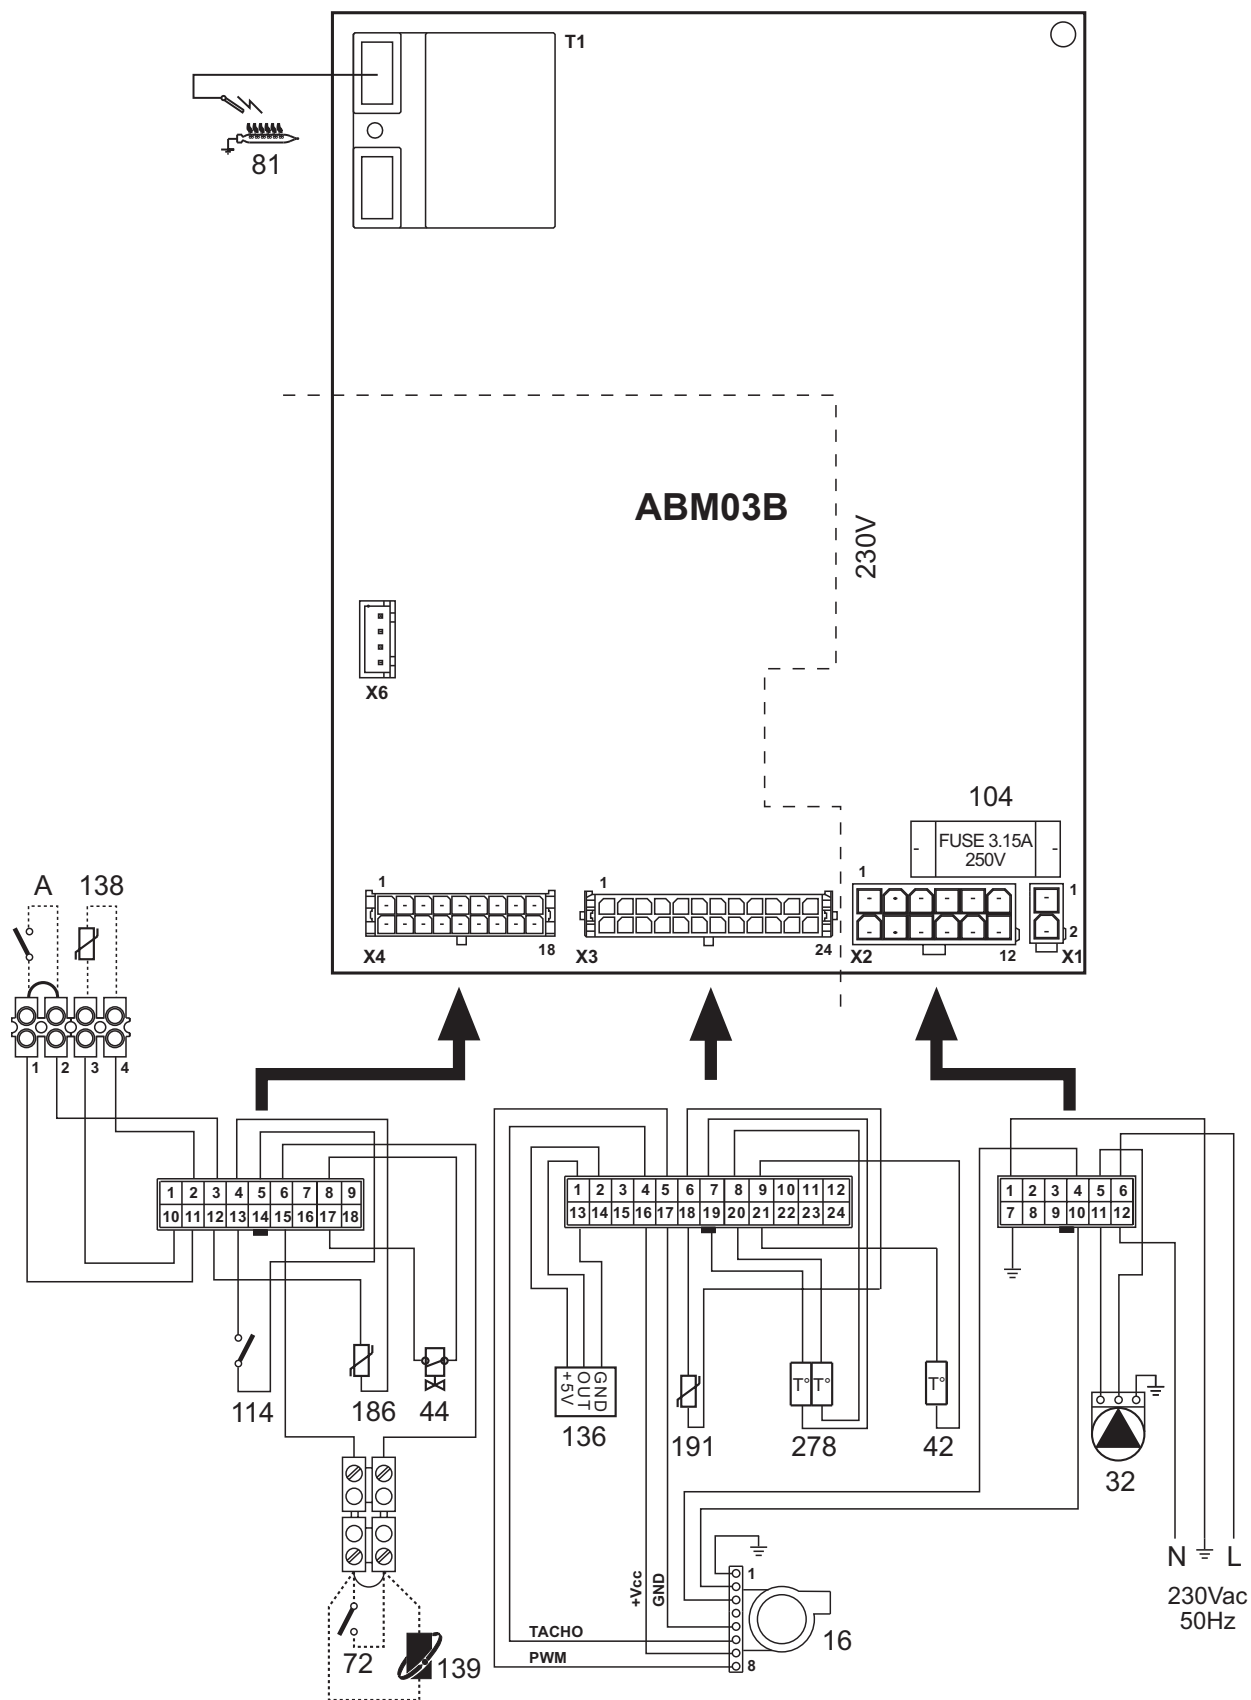 T1
81
ABM03B
230V
X6
104
FUSE 3.15A
250V
1
1
1
1
2
X4
18
X3
24
X2
12
X1
A
138
1
2
3
4
1 2 3 4 5 6 7 8 9
10 11 12 13 14 15 16 17 18
1 2 3 4 5 6 7 8 9 10 11 12
13 14 15 16 17 18 19 20 21 22 23 24
1 2 3 4 5 6
7 8 9 10 11 12
114
186
44
GND
OUT
+5V
136
191
278
T°
T°
42
T°
32
N
L
230Vac
50Hz
+Vcc
GND
TACHO
PWM
1
8
16
72
139